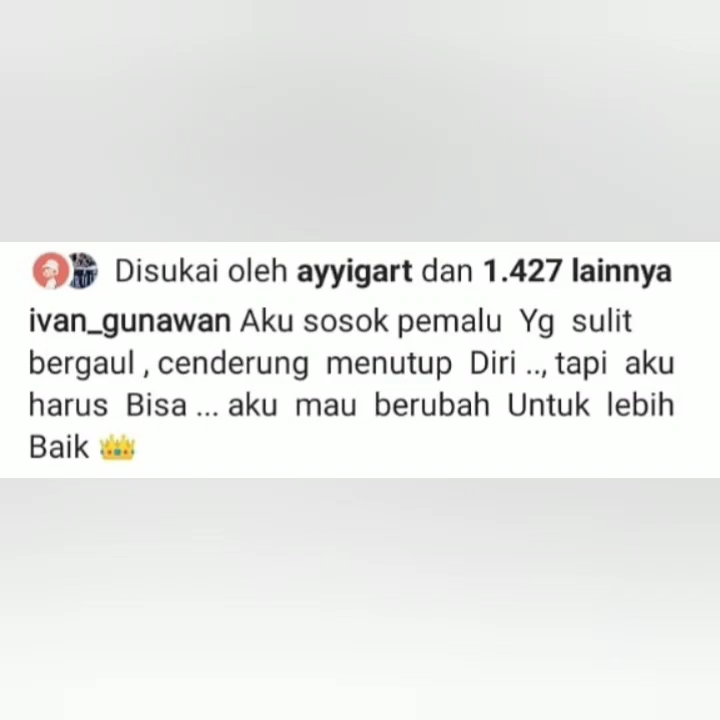 Disukai oleh ayyigart dan 1.427 lainnya
ivan_gunawan Aku sosok pemalu Yg sulit
bergaul , cenderung menutup Diri .., tapi aku
harus Bisa ... aku mau berubah Untuk lebih
Baik 👑